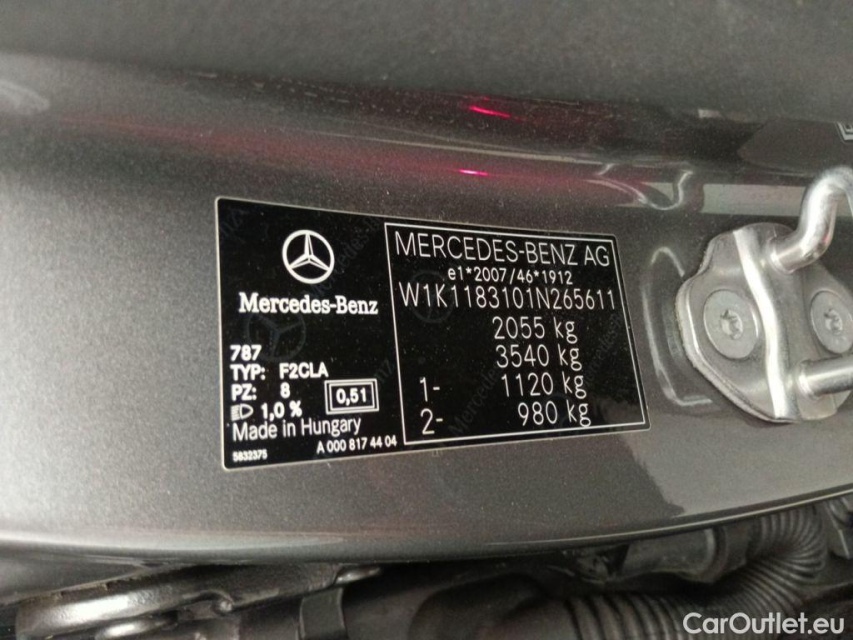 Mercedes-Benz
787
TYP: F2CLA
PZ: 8
1,0 %
0,51
Made in Hungary
5832375
A 000 817 44 04
MERCEDES-BENZ AG
e1*2007/46*1912
W1K1183101N265611
2055 kg
3540 kg
1- 1120 kg
2- 980 kg
CarOutlet.eu